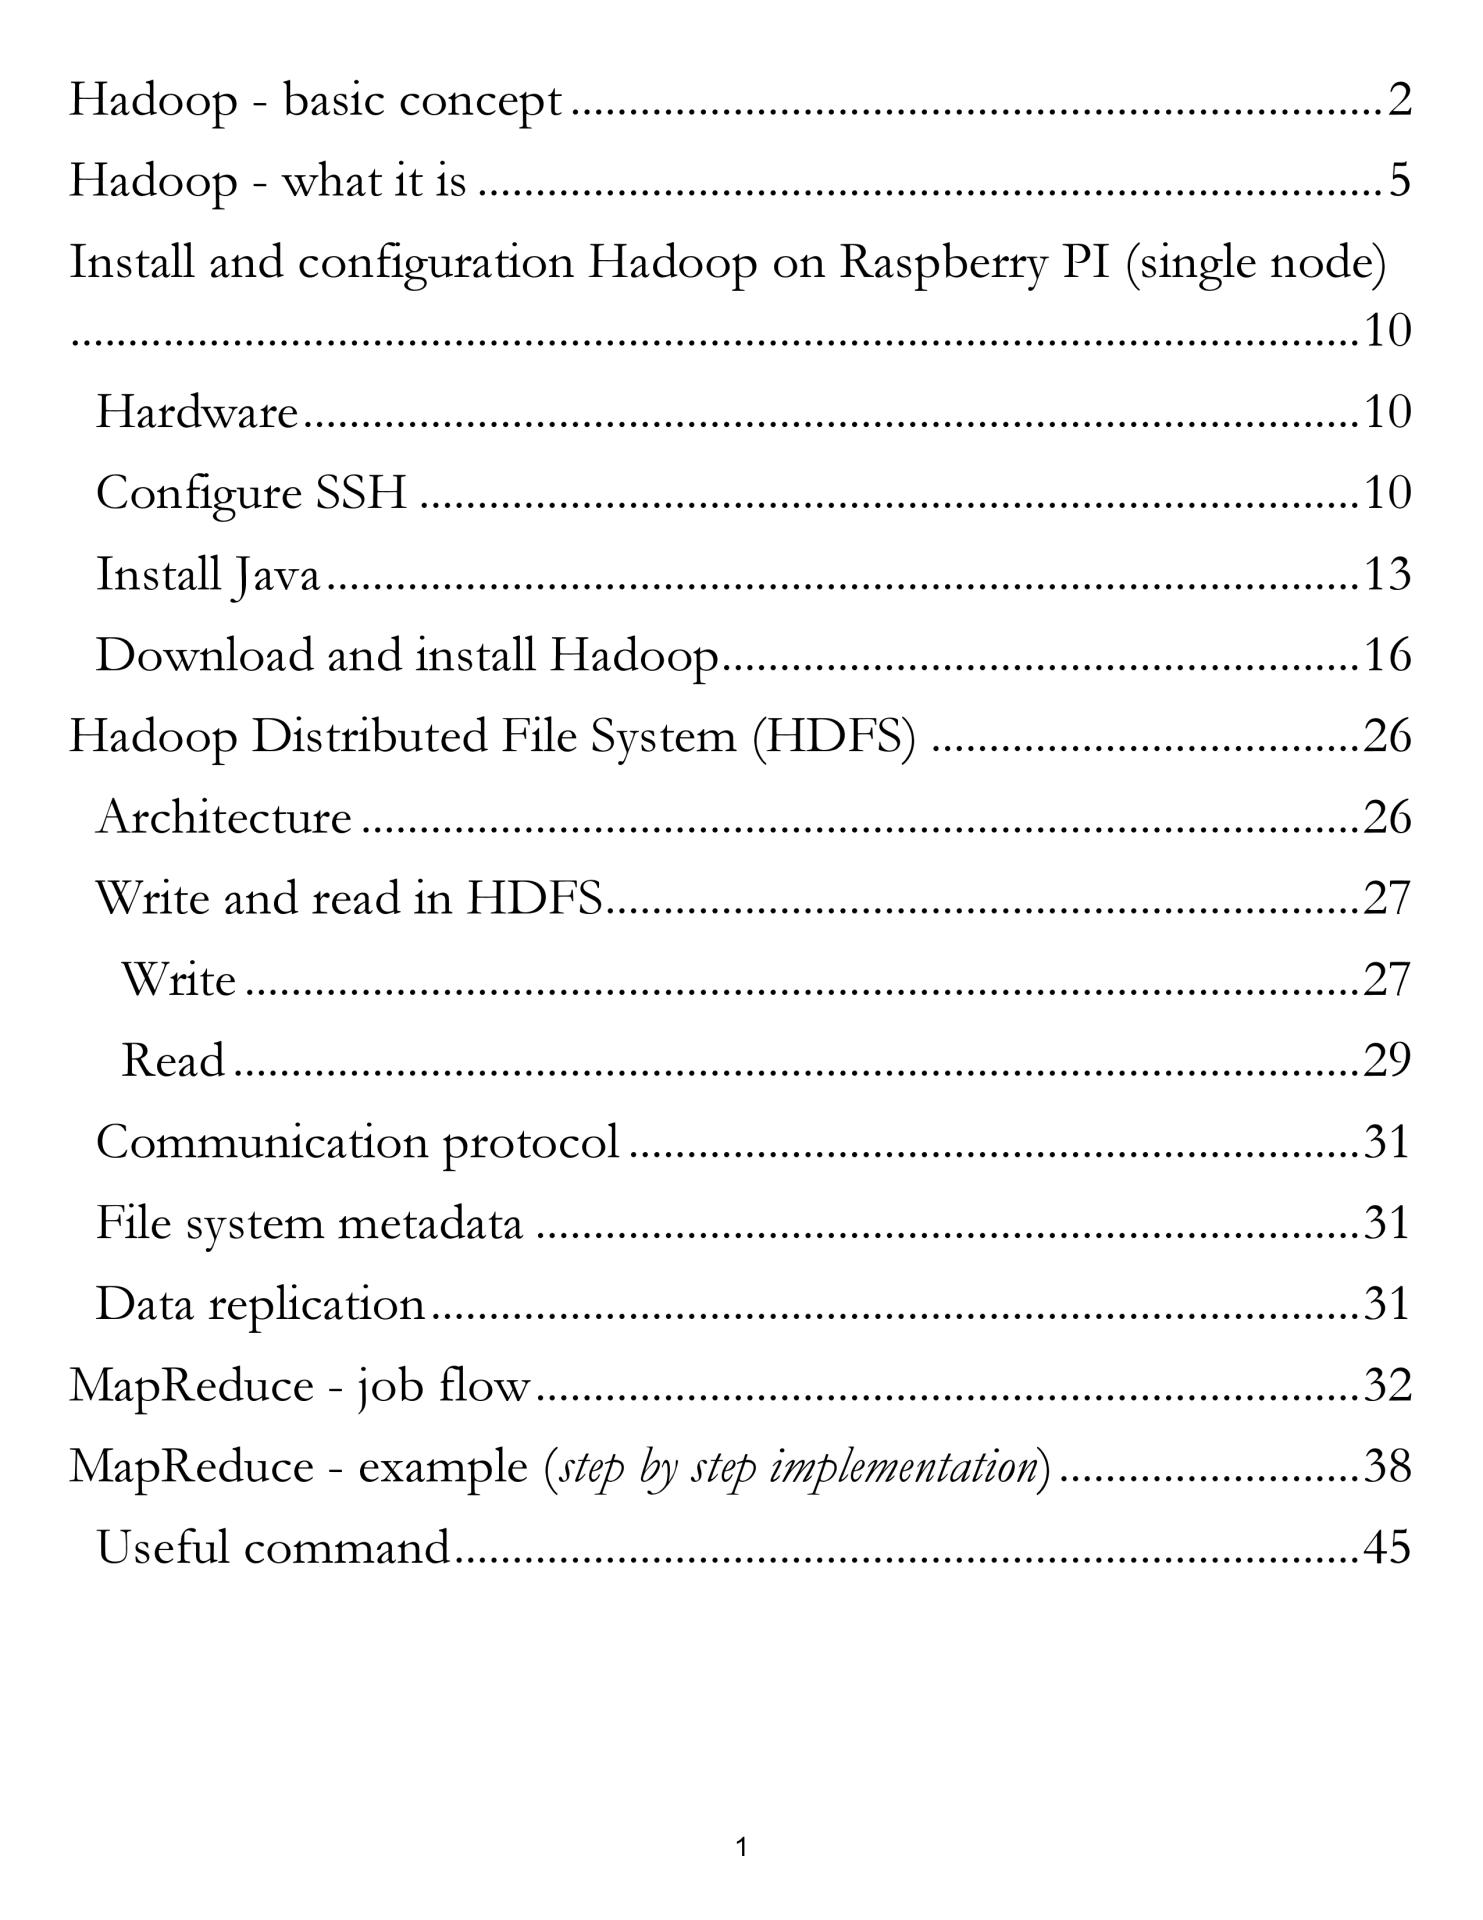 Hadoop - basic concept ...................................................................... 2
Hadoop - what it is .............................................................................. 5
Install and configuration Hadoop on Raspberry PI (single node)
............................................................................................................... 10
Hardware........................................................................................... 10
Configure SSH ................................................................................. 10
Install Java......................................................................................... 13
Download and install Hadoop....................................................... 16
Hadoop Distributed File System (HDFS) ..................................... 26
Architecture ...................................................................................... 26
Write and read in HDFS................................................................. 27
Write ................................................................................................ 27
Read ................................................................................................. 29
Communication protocol ............................................................... 31
File system metadata ....................................................................... 31
Data replication................................................................................ 31
MapReduce - job flow....................................................................... 32
MapReduce - example (step by step implementation) .......................... 38
Useful command.............................................................................. 45
1